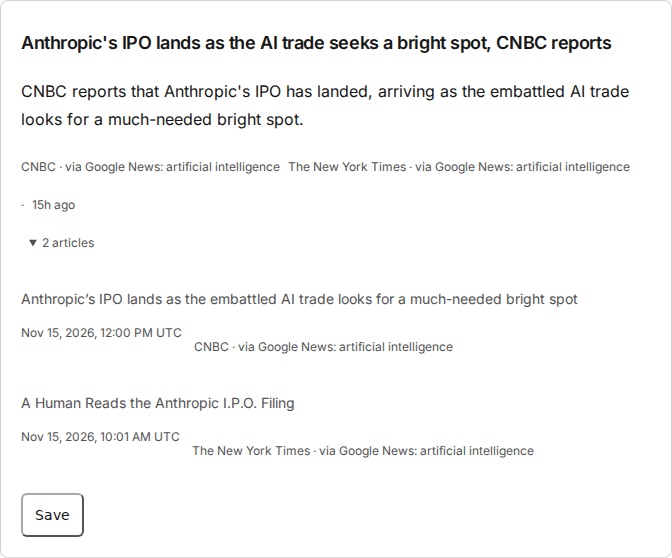 Anthropic's IPO lands as the AI trade seeks a bright spot, CNBC reports
CNBC reports that Anthropic's IPO has landed, arriving as the embattled AI trade
looks for a much-needed bright spot.
CNBC · via Google News: artificial intelligence The New York Times · via Google News: artificial intelligence
· 15h ago
▼ 2 articles
Anthropic’s IPO lands as the embattled AI trade looks for a much-needed bright spot
Nov 15, 2026, 12:00 PM UTC
CNBC · via Google News: artificial intelligence
A Human Reads the Anthropic I.P.O. Filing
Nov 15, 2026, 10:01 AM UTC
The New York Times · via Google News: artificial intelligence
Save